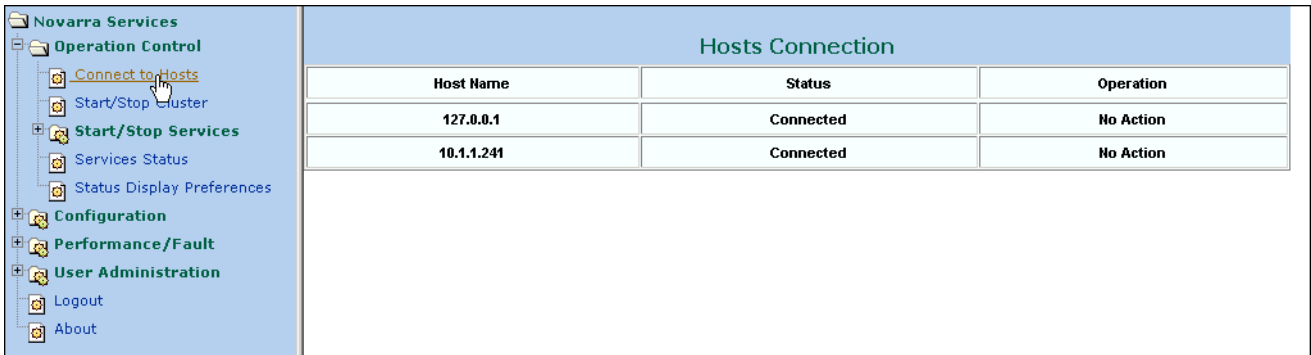 Novarra Services
Operation Control
Connect to Hosts
Start/Stop Cluster
Start/Stop Services
Services Status
Status Display Preferences
Configuration
Performance/Fault
User Administration
Logout
About
Hosts Connection
Host Name Status Operation
127.0.0.1 Connected No Action
10.1.1.241 Connected No Action